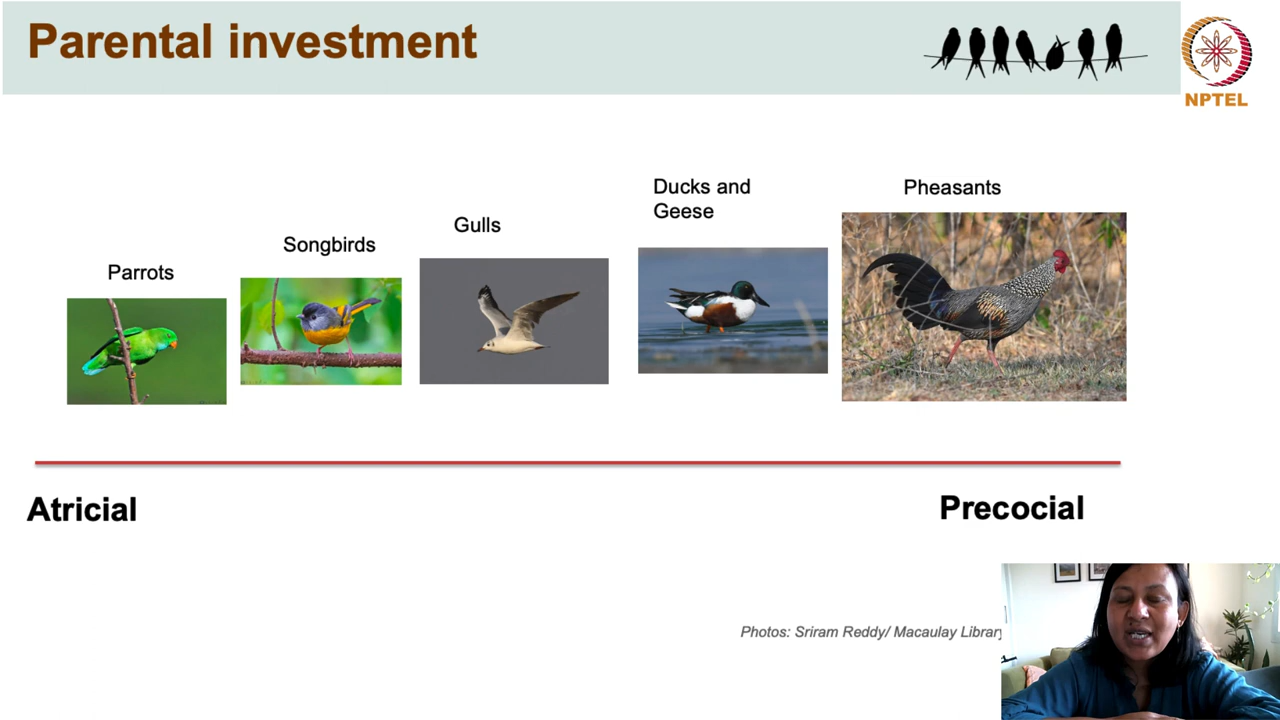 Parental investment
NPTEL
Ducks and
Geese
Pheasants
Gulls
Songbirds
Parrots
Atricial
Precocial
Photos: Sriram Reddy/ Macaulay Library